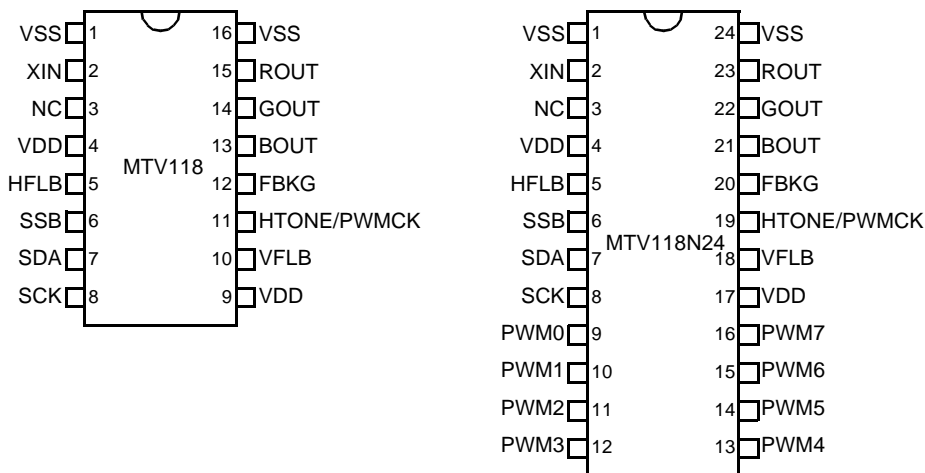 VSS 1 16 VSS
XIN 2 15 ROUT
NC 3 14 GOUT
VDD 4 13 BOUT
MTV118
HFLB 5 12 FBKG
SSB 6 11 HTONE/PWMCK
SDA 7 10 VFLB
SCK 8 9 VDD
VSS 1 24 VSS
XIN 2 23 ROUT
NC 3 22 GOUT
VDD 4 21 BOUT
HFLB 5 20 FBKG
SSB 6 19 HTONE/PWMCK
MTV118N24
SDA 7 18 VFLB
SCK 8 17 VDD
PWM0 9 16 PWM7
PWM1 10 15 PWM6
PWM2 11 14 PWM5
PWM3 12 13 PWM4